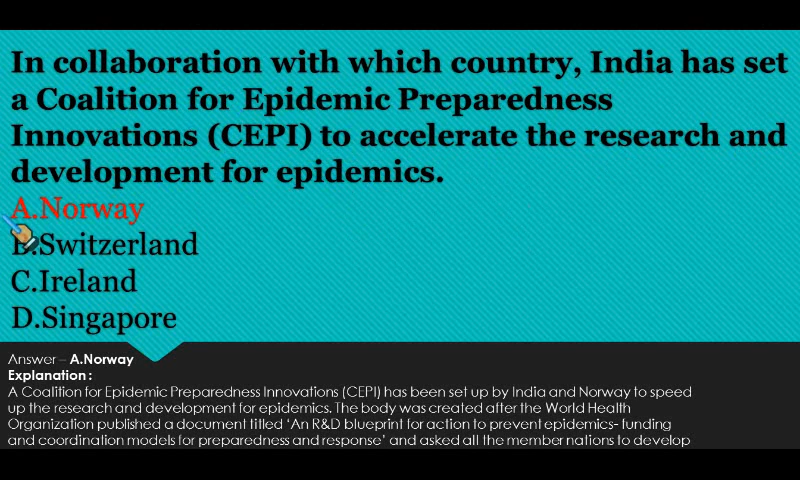 In collaboration with which country, India has set
a Coalition for Epidemic Preparedness
Innovations (CEPI) to accelerate the research and
development for epidemics.
A.Norway
B.Switzerland
C.Ireland
D.Singapore
Answer – A.Norway
Explanation :
A Coalition for Epidemic Preparedness Innovations (CEPI) has been set up by India and Norway to speed
up the research and development for epidemics. The body was created after the World Health
Organization published a document titled ‘An R&D blueprint for action to prevent epidemics- funding
and coordination models for preparedness and response’ and asked all the member nations to develop